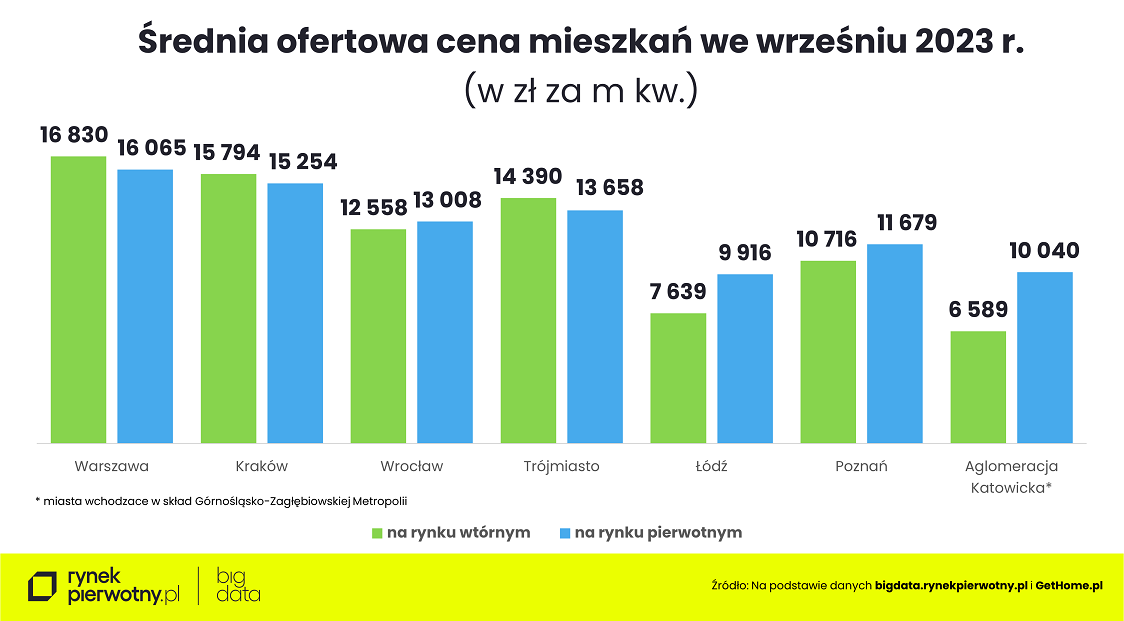 Średnia ofertowa cena mieszkań we wrześniu 2023 r.
(w zł za m kw.)
16 830
16 065
15 794
15 254
12 558
13 008
14 390
13 658
7 639
9 916
10 716
11 679
6 589
10 040
Warszawa
Kraków
Wrocław
Trójmiasto
Łódź
Poznań
Aglomeracja
Katowicka*
* miasta wchodzace w skład Górnośląsko-Zagłębiowskiej Metropolii
na rynku wtórnym
na rynku pierwotnym
rynek
pierwotny.pl
big
data
Źródło: Na podstawie danych bigdata.rynekpierwotny.pl i GetHome.pl